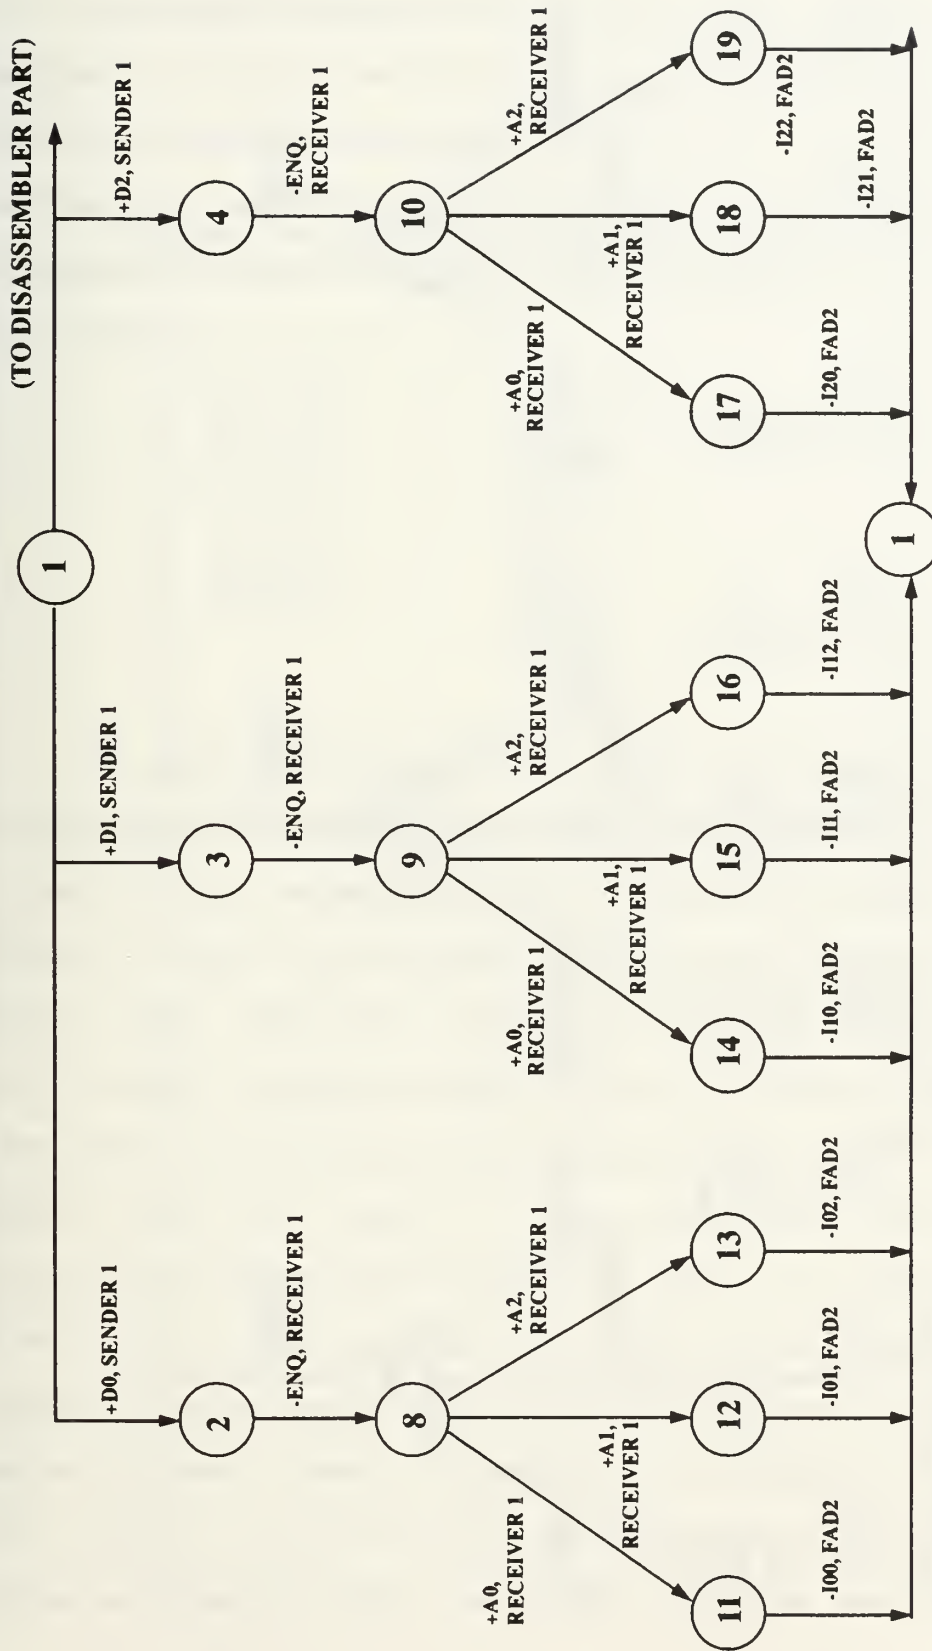 (TO DISASSEMBLER PART)
1
+D0, SENDER 1
+D1, SENDER 1
+D2, SENDER 1
2
3
4
-ENQ, RECEIVER 1
-ENQ, RECEIVER 1
-ENQ,
RECEIVER 1
8
9
10
+A0,
RECEIVER 1
+A1,
RECEIVER 1
+A2,
RECEIVER 1
+A0,
RECEIVER 1
+A1,
RECEIVER 1
+A2,
RECEIVER 1
+A0,
RECEIVER 1
+A1,
RECEIVER 1
+A2,
RECEIVER 1
11
12
13
14
15
16
17
18
19
-I00, FAD2
-I01, FAD2
-I02, FAD2
-I10, FAD2
-I11, FAD2
-I12, FAD2
-I20, FAD2
-I21, FAD2
-I22, FAD2
1